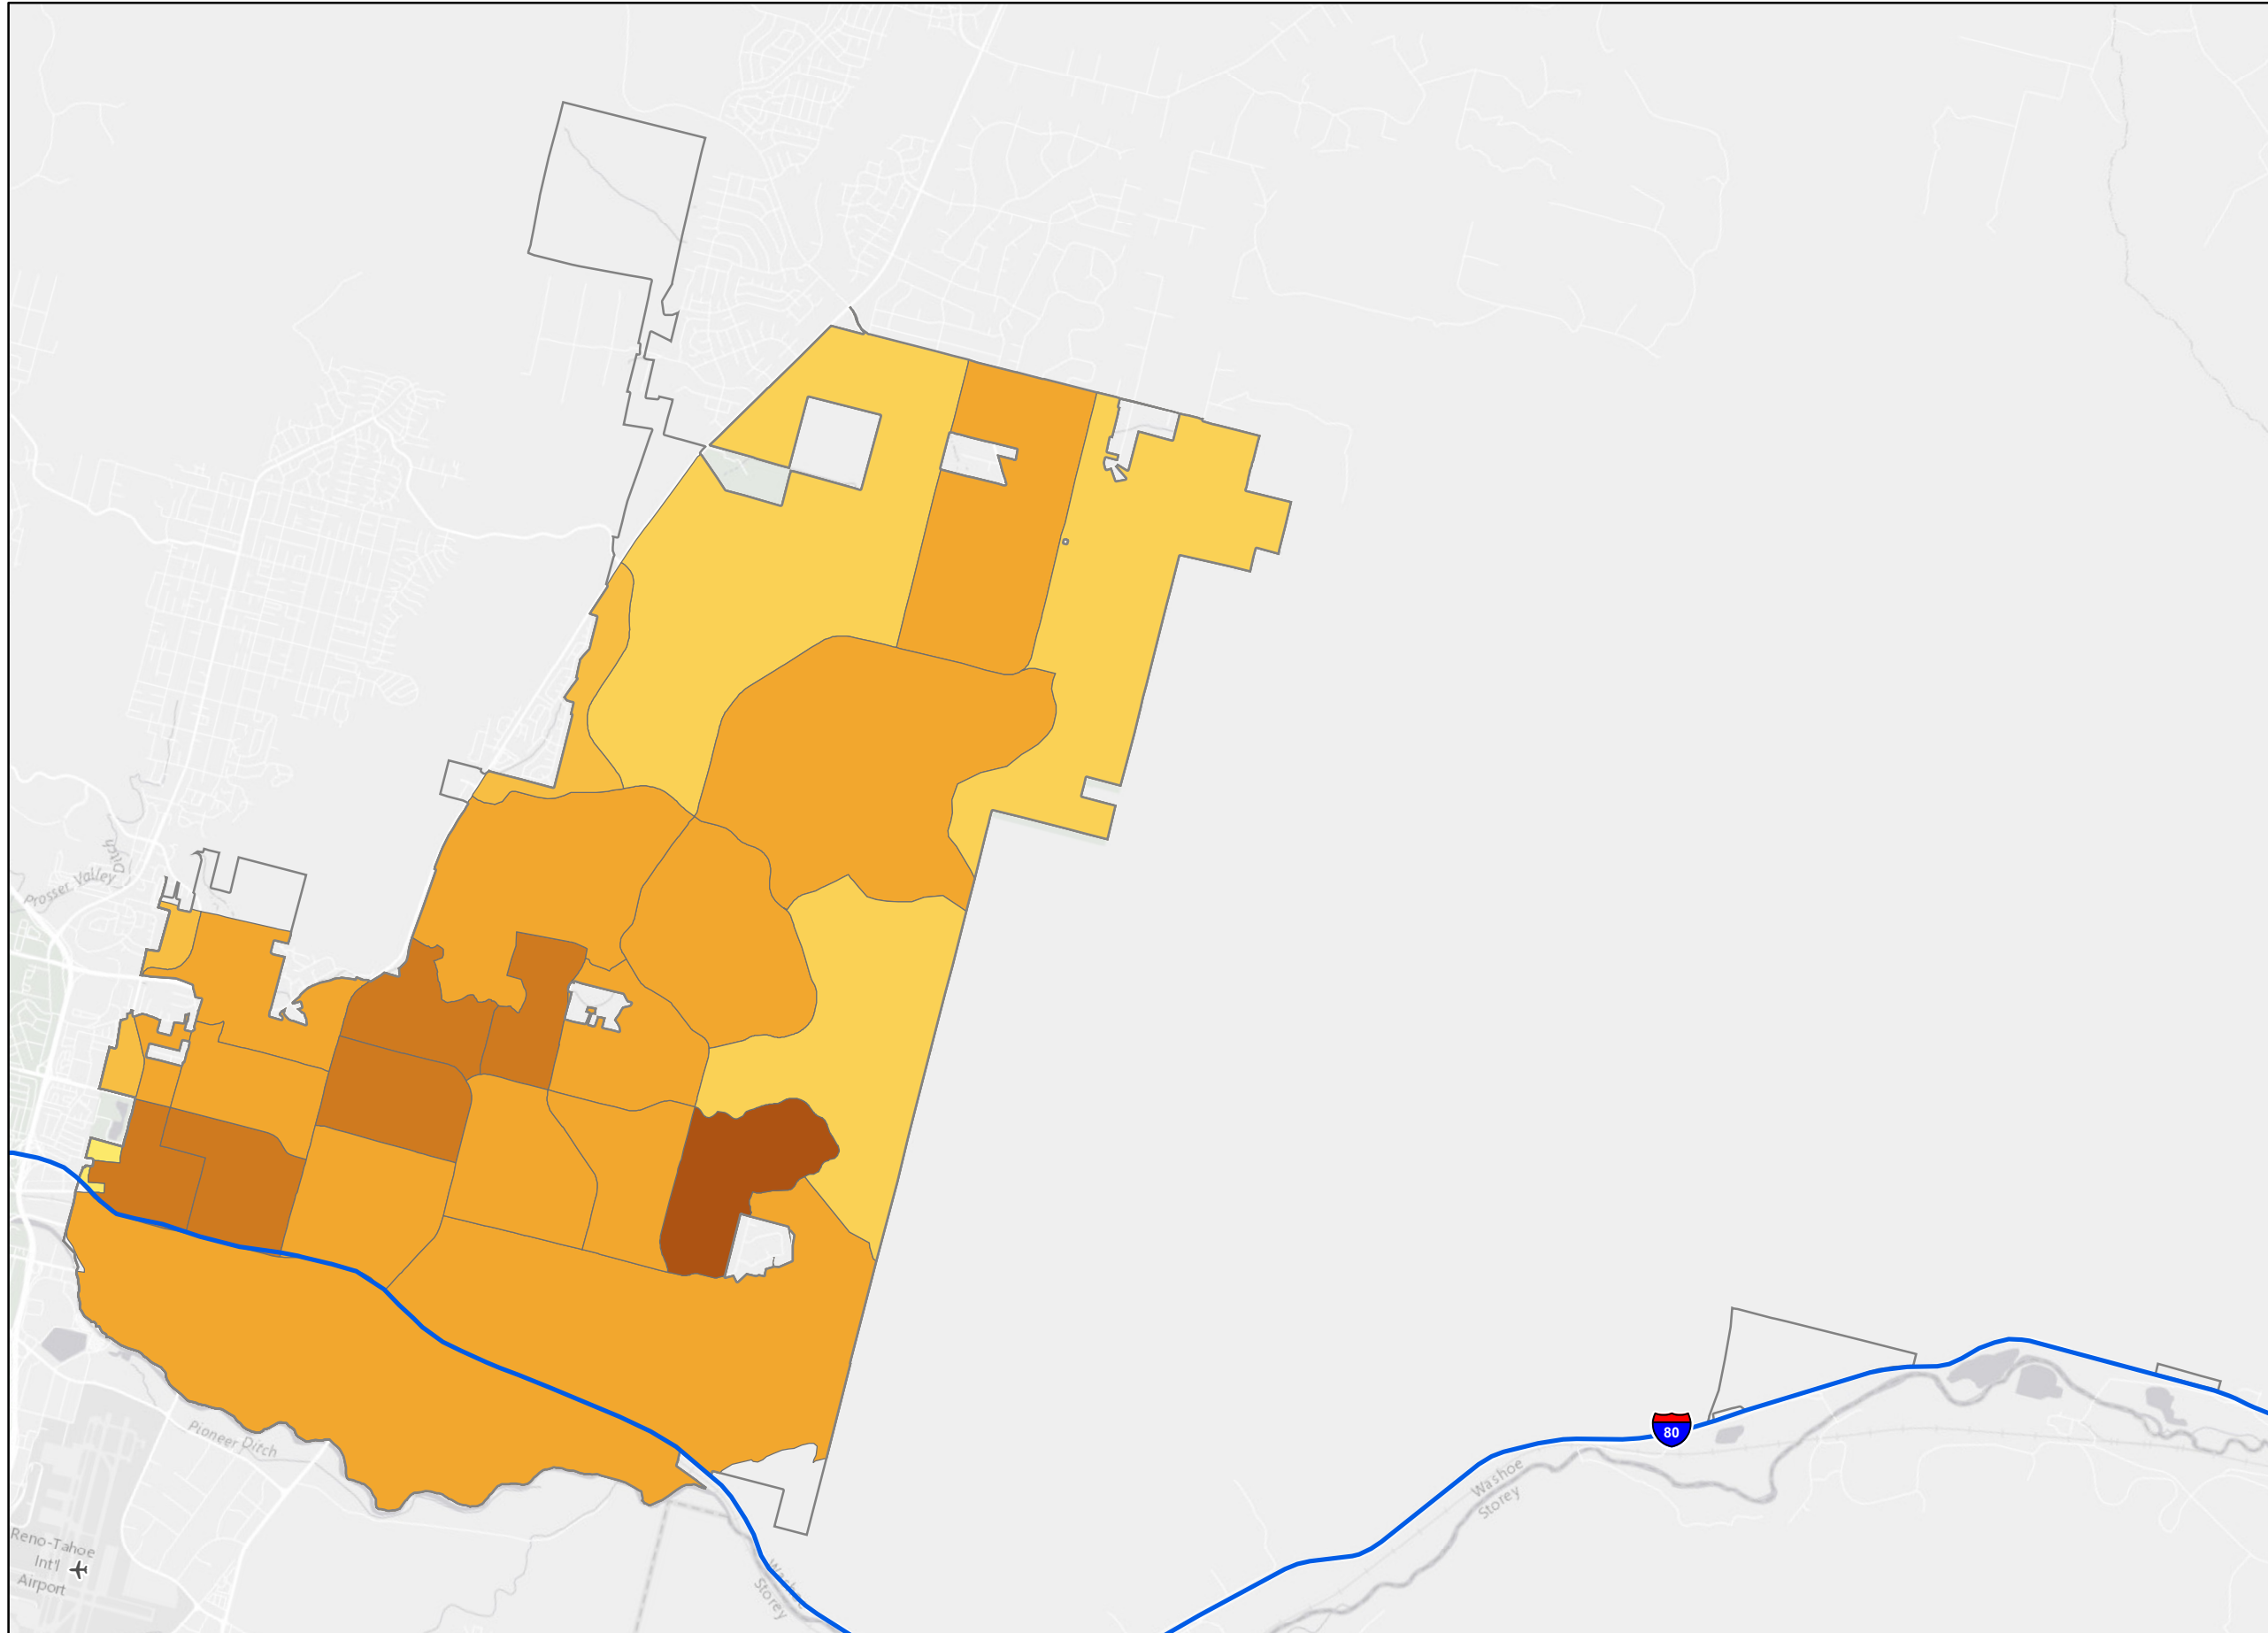 Prosser Valley
Ditch
Pioneer Ditch
Reno-Tahoe
Int'l
Airport
80
Washoe
Storey
Washoe
Storey